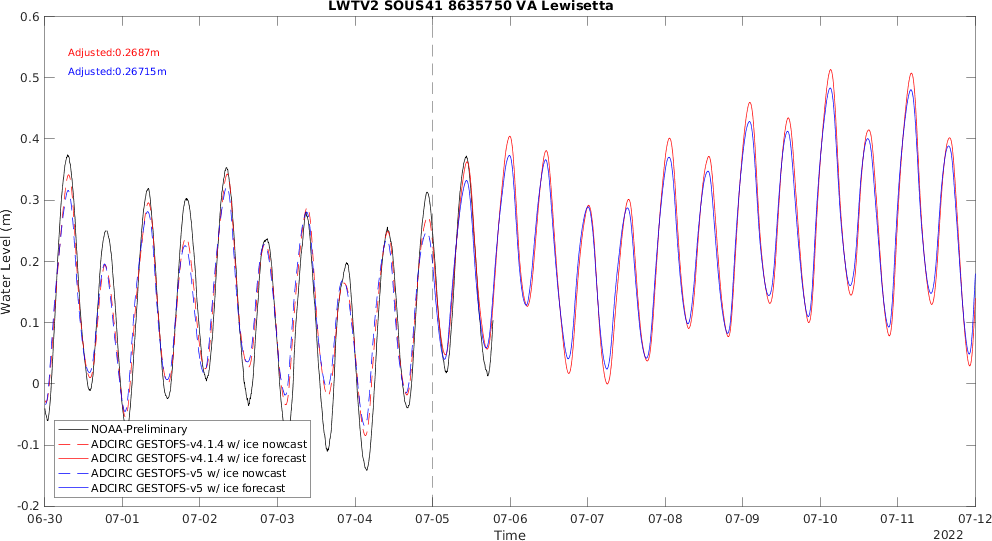 LWTV2 SOUS41 8635750 VA Lewisetta
Adjusted:0.2687m
Adjusted:0.26715m
Water Level (m)
0.6
0.5
0.4
0.3
0.2
0.1
0
-0.1
-0.2
NOAA-Preliminary
ADCIRC GESTOFS-v4.1.4 w/ ice nowcast
ADCIRC GESTOFS-v4.1.4 w/ ice forecast
ADCIRC GESTOFS-v5 w/ ice nowcast
ADCIRC GESTOFS-v5 w/ ice forecast
06-30 07-01 07-02 07-03 07-04 07-05 07-06 07-07 07-08 07-09 07-10 07-11 07-12
Time
2022